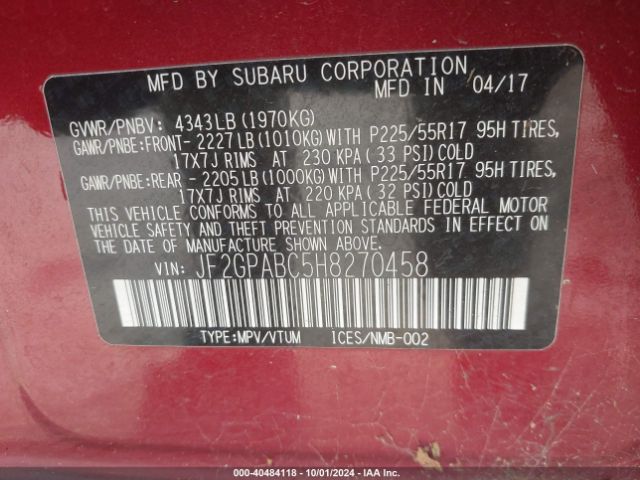 MFD BY SUBARU CORPORATION
MFD IN 04/17
GVWR/PNBV: 4343LB(1970KG)
GAWR/PNBE:FRONT- 2227LB(1010KG)WITH P225/55R17 95H TIRES,
17X7J RIMS AT 230 KPA(33 PSI)COLD
GAWR/PNBE:REAR - 2205LB(1000KG)WITH P225/55R17 95H TIRES,
17X7J RIMS AT 220 KPA(32 PSI)COLD
THIS VEHICLE CONFORMS TO ALL APPLICABLE FEDERAL MOTOR
VEHICLE SAFETY AND THEFT PREVENTION STANDARDS IN EFFECT ON
THE DATE OF MANUFACTURE SHOWN ABOVE.
VIN: JF2GPABC5H8270458
TYPE:MPV/VTUM ICES/NMB-002
000-40484118 - 10/01/2024 - IAA Inc.